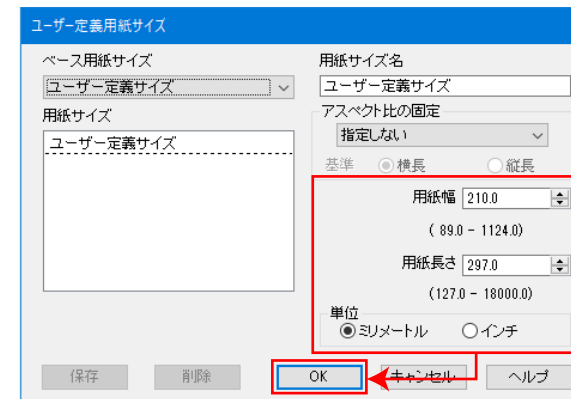 ユーザー定義用紙サイズ
ベース用紙サイズ
ユーザー定義サイズ
用紙サイズ
ユーザー定義サイズ
用紙サイズ名
ユーザー定義サイズ
アスペクト比の固定
指定しない
基準 横長 縦長
用紙幅 210.0
( 89.0 - 1124.0)
用紙長さ 297.0
(127.0 - 18000.0)
単位
ミリメートル インチ
保存 削除 OK キャンセル ヘルプ